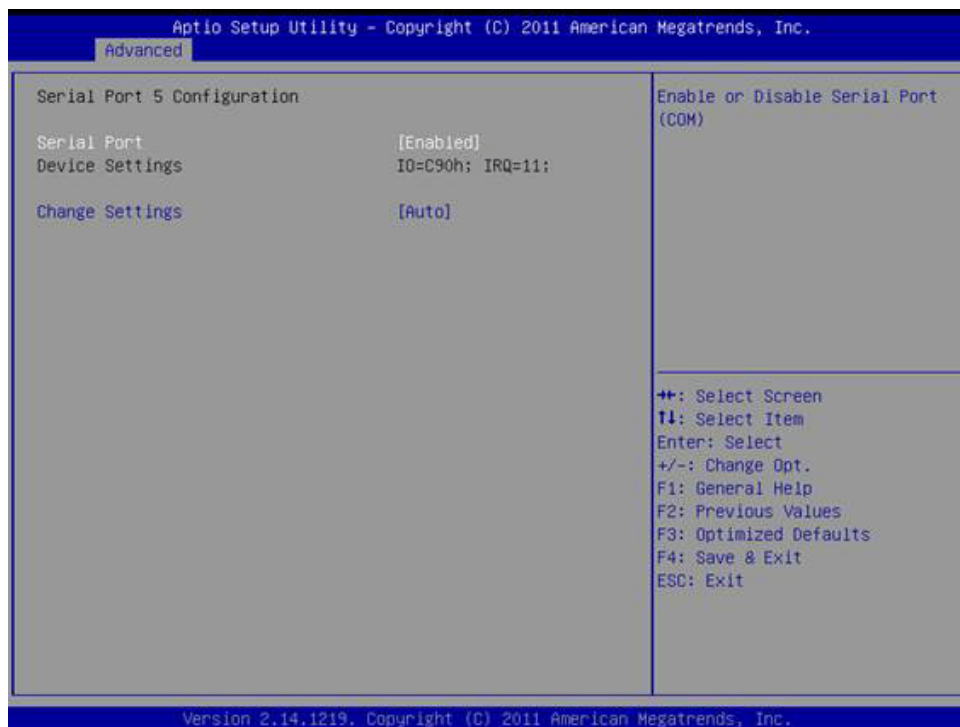 Aptio Setup Utility – Copyright (C) 2011 American Megatrends, Inc.
Advanced
Serial Port 5 Configuration
Serial Port [Enabled]
Device Settings IO=C90h; IRQ=11;
Change Settings [Auto]
Enable or Disable Serial Port
(COM)
→←: Select Screen
↑↓: Select Item
Enter: Select
+/-: Change Opt.
F1: General Help
F2: Previous Values
F3: Optimized Defaults
F4: Save & Exit
ESC: Exit
Version 2.14.1219. Copyright (C) 2011 American Megatrends, Inc.